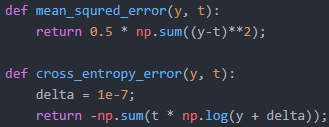 def mean_squred_error(y, t):
    return 0.5 * np.sum((y-t)**2);
def cross_entropy_error(y, t):
    delta = 1e-7;
    return -np.sum(t * np.log(y + delta));